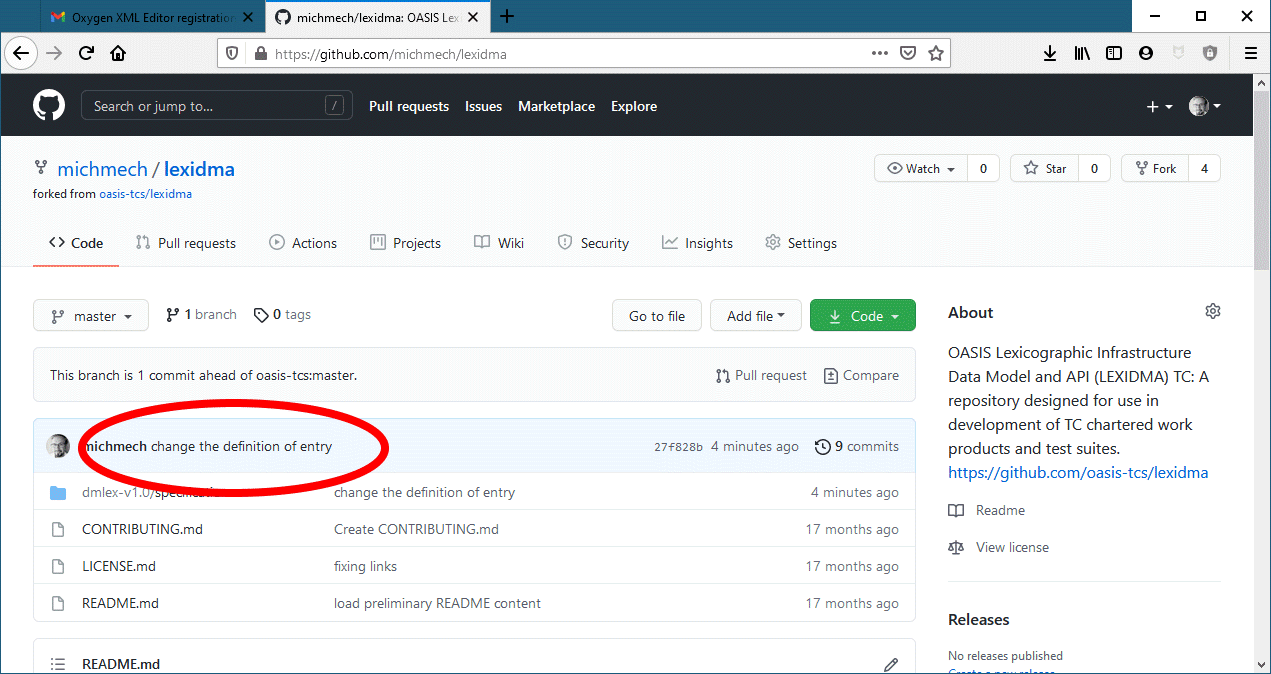 Oxygen XML Editor registration
michmech/lexidma: OASIS Lex
https://github.com/michmech/lexidma
Search or jump to... /
Pull requests Issues Marketplace Explore
michmech / lexidma
forked from oasis-tcs/lexidma
Watch 0 Star 0 Fork 4
Code Pull requests Actions Projects Wiki Security Insights Settings
master 1 branch 0 tags Go to file Add file Code
This branch is 1 commit ahead of oasis-tcs:master. Pull request Compare
michmech change the definition of entry 27f828b 4 minutes ago 9 commits
dmlex-v1.0/specification change the definition of entry 4 minutes ago
CONTRIBUTING.md Create CONTRIBUTING.md 17 months ago
LICENSE.md fixing links 17 months ago
README.md load preliminary README content 17 months ago
README.md
About
OASIS Lexicographic Infrastructure
Data Model and API (LEXIDMA) TC: A
repository designed for use in
development of TC chartered work
products and test suites.
https://github.com/oasis-tcs/lexidma
Readme
View license
Releases
No releases published
Create a new release